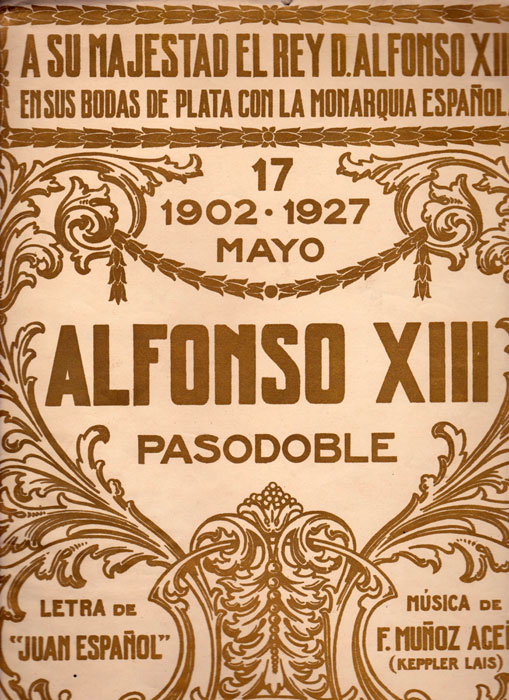 A SU MAJESTAD EL REY D. ALFONSO XIII
EN SUS BODAS DE PLATA CON LA MONARQUIA ESPAÑOL
17
1902 · 1927
MAYO
ALFONSO XIII
PASODOBLE
LETRA DE
"JUAN ESPAÑOL"
MÚSICA DE
F. MUÑOZ ACE
(KEPPLER LAIS)